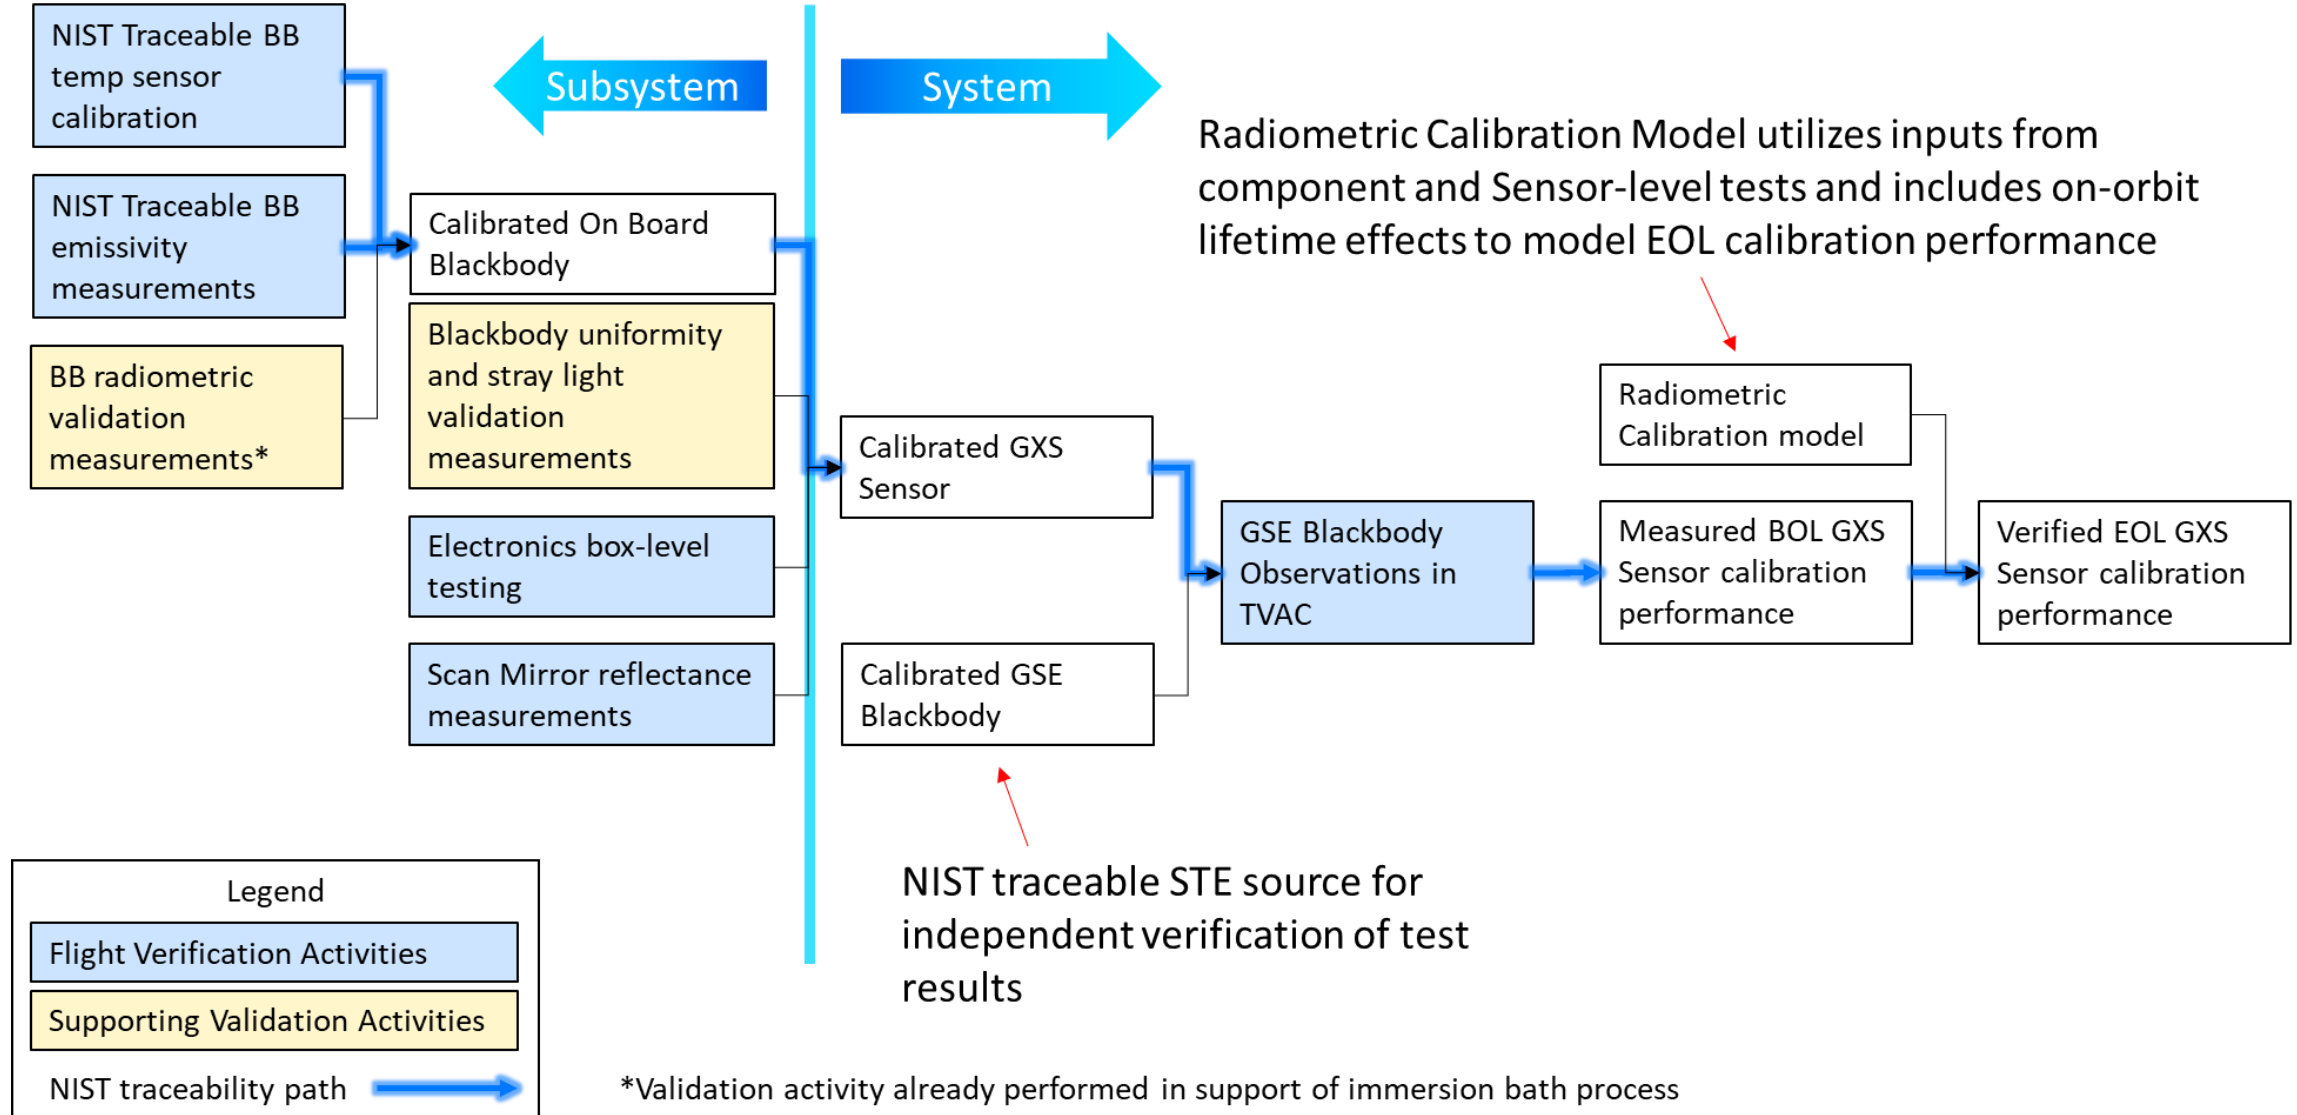 NIST Traceable BB
temp sensor
calibration
NIST Traceable BB
emissivity
measurements
BB radiometric
validation
measurements*
Subsystem
System
Calibrated On Board
Blackbody
Blackbody uniformity
and stray light
validation
measurements
Electronics box-level
testing
Scan Mirror reflectance
measurements
Radiometric Calibration Model utilizes inputs from
component and Sensor-level tests and includes on-orbit
lifetime effects to model EOL calibration performance
Calibrated GXS
Sensor
Calibrated GSE
Blackbody
GSE Blackbody
Observations in
TVAC
Radiometric
Calibration model
Measured BOL GXS
Sensor calibration
performance
Verified EOL GXS
Sensor calibration
performance
NIST traceable STE source for
independent verification of test
results
Legend
Flight Verification Activities
Supporting Validation Activities
NIST traceability path
*Validation activity already performed in support of immersion bath process